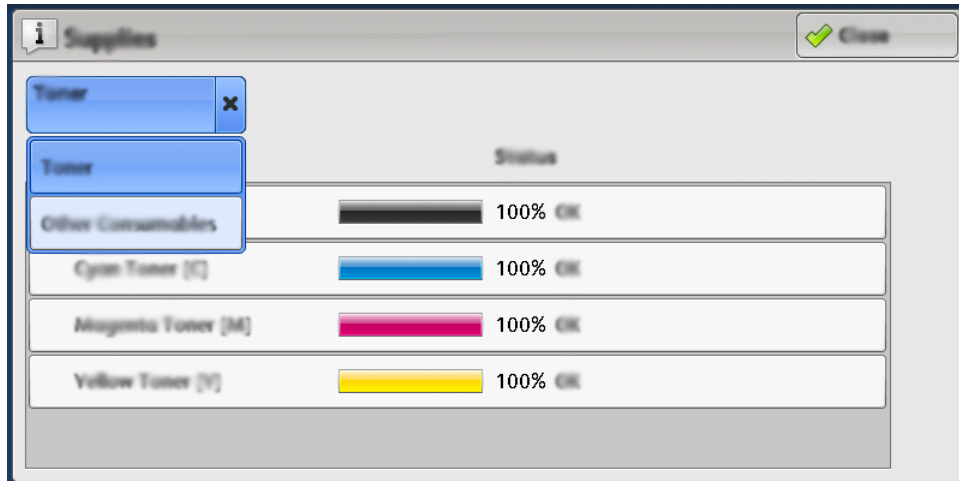 Supplies
Close
Toner
Status
Toner
100% OK
Other Consumables
Cyan Toner [C] 100% OK
Magenta Toner [M] 100% OK
Yellow Toner [Y] 100% OK